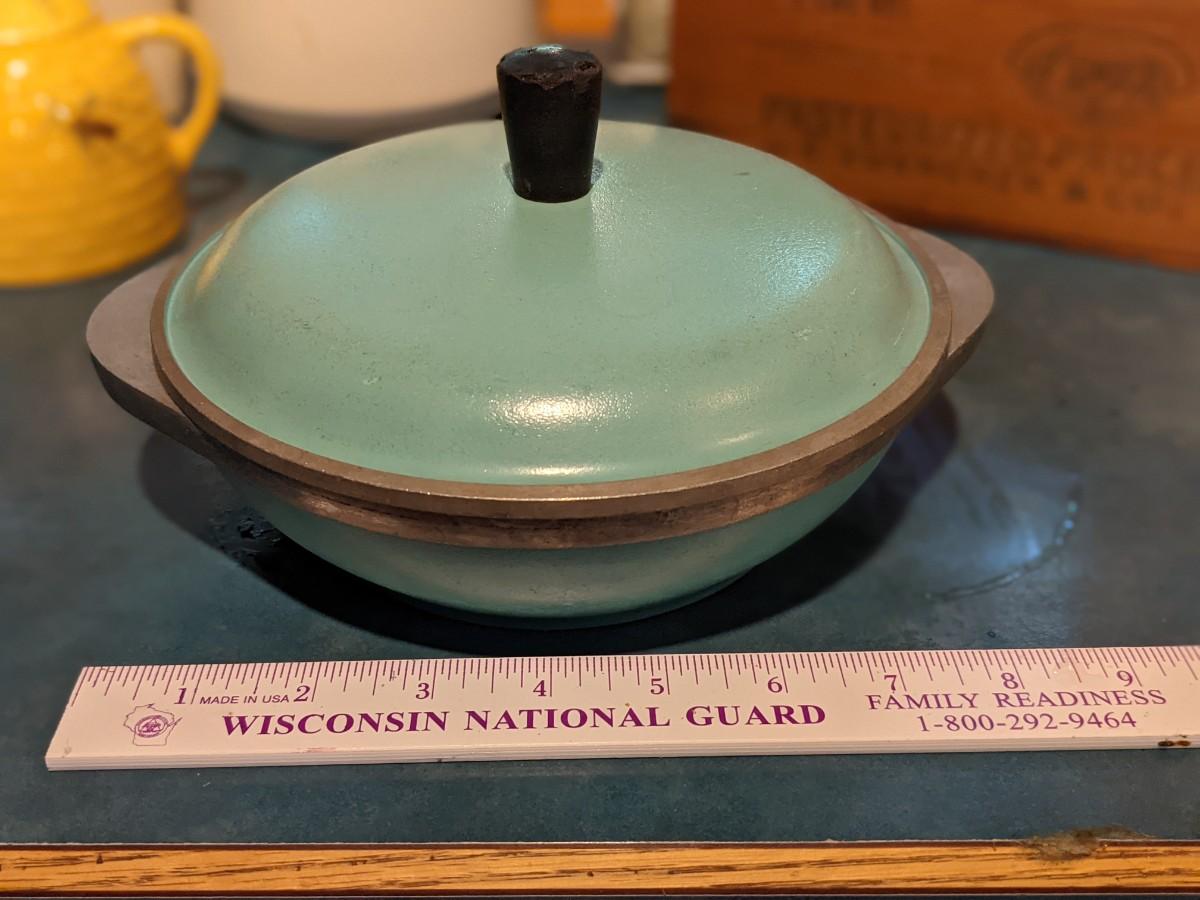 1 MADE IN USA 2 3 4 5 6 7 8 9
WISCONSIN NATIONAL GUARD
FAMILY READINESS
1-800-292-9464